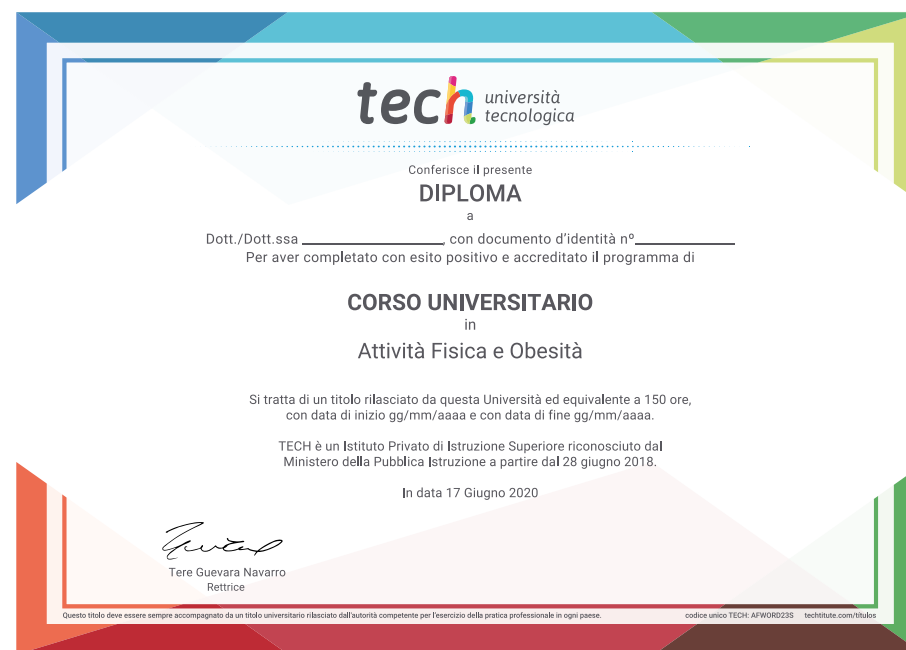 tech università
tecnologica
Conferisce il presente
DIPLOMA
a
Dott./Dott.ssa ____________________, con documento d'identità nº______________
Per aver completato con esito positivo e accreditato il programma di
CORSO UNIVERSITARIO
in
Attività Fisica e Obesità
Si tratta di un titolo rilasciato da questa Università ed equivalente a 150 ore,
con data di inizio gg/mm/aaaa e con data di fine gg/mm/aaaa.
TECH è un Istituto Privato di Istruzione Superiore riconosciuto dal
Ministero della Pubblica Istruzione a partire dal 28 giugno 2018.
In data 17 Giugno 2020
Tere Guevara Navarro
Rettrice
Questo titolo deve essere sempre accompagnato da un titolo universitario rilasciato dall'autorità competente per l'esercizio della pratica professionale in ogni paese. codice unico TECH: AFWORD23S techtitute.com/titulos